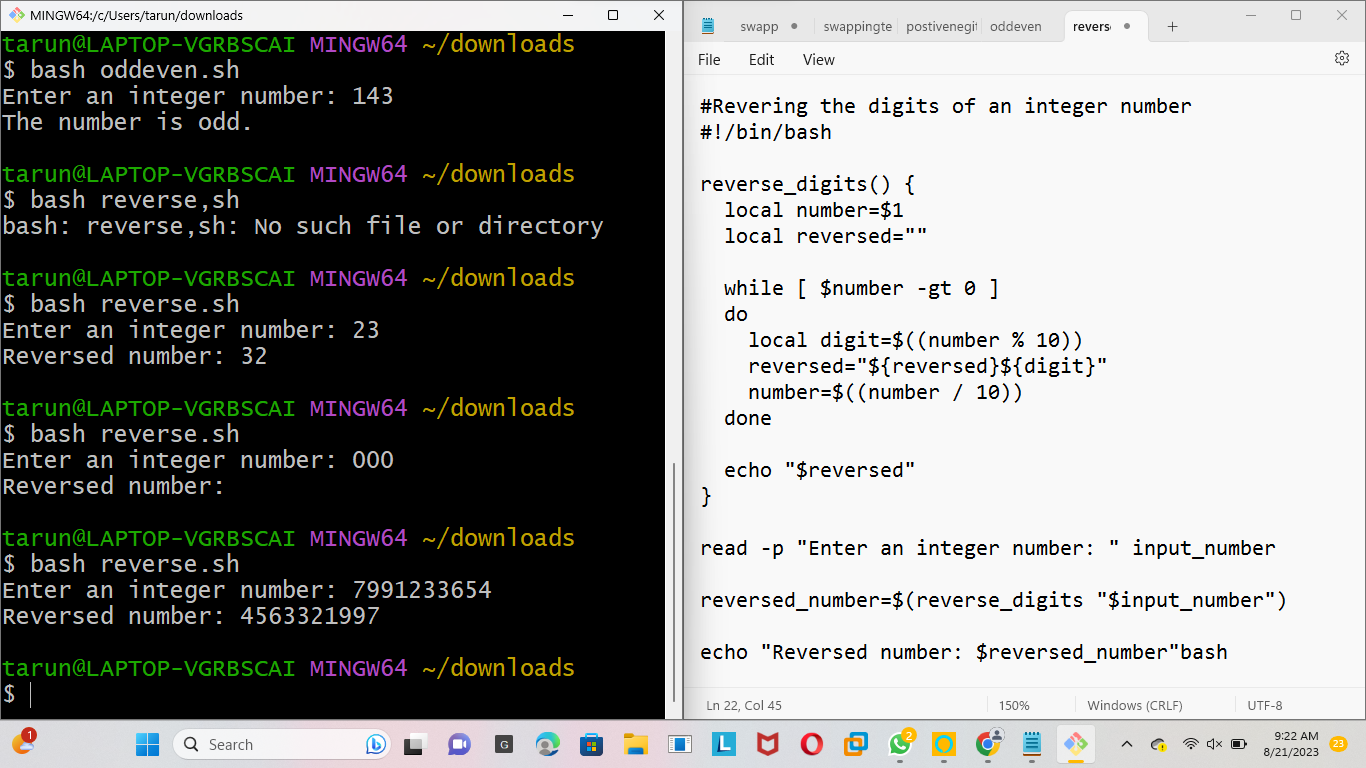 MINGW64:/c/Users/tarun/downloads
tarun@LAPTOP-VGRBSCAI MINGW64 ~/downloads
$ bash oddeven.sh
Enter an integer number: 143
The number is odd.
tarun@LAPTOP-VGRBSCAI MINGW64 ~/downloads
$ bash reverse,sh
bash: reverse,sh: No such file or directory
tarun@LAPTOP-VGRBSCAI MINGW64 ~/downloads
$ bash reverse.sh
Enter an integer number: 23
Reversed number: 32
tarun@LAPTOP-VGRBSCAI MINGW64 ~/downloads
$ bash reverse.sh
Enter an integer number: 000
Reversed number:
tarun@LAPTOP-VGRBSCAI MINGW64 ~/downloads
$ bash reverse.sh
Enter an integer number: 7991233654
Reversed number: 4563321997
tarun@LAPTOP-VGRBSCAI MINGW64 ~/downloads
$
swapp swappingte postivenegit oddeven revers
File Edit View
#Revering the digits of an integer number
#!/bin/bash
reverse_digits() {
local number=$1
local reversed=""
while [ $number -gt 0 ]
do
local digit=$((number % 10))
reversed="${reversed}${digit}"
number=$((number / 10))
done
echo "$reversed"
}
read -p "Enter an integer number: " input_number
reversed_number=$(reverse_digits "$input_number")
echo "Reversed number: $reversed_number"bash
Ln 22, Col 45 150% Windows (CRLF) UTF-8
1
Search
G
L
2
9:22 AM
8/21/2023
23